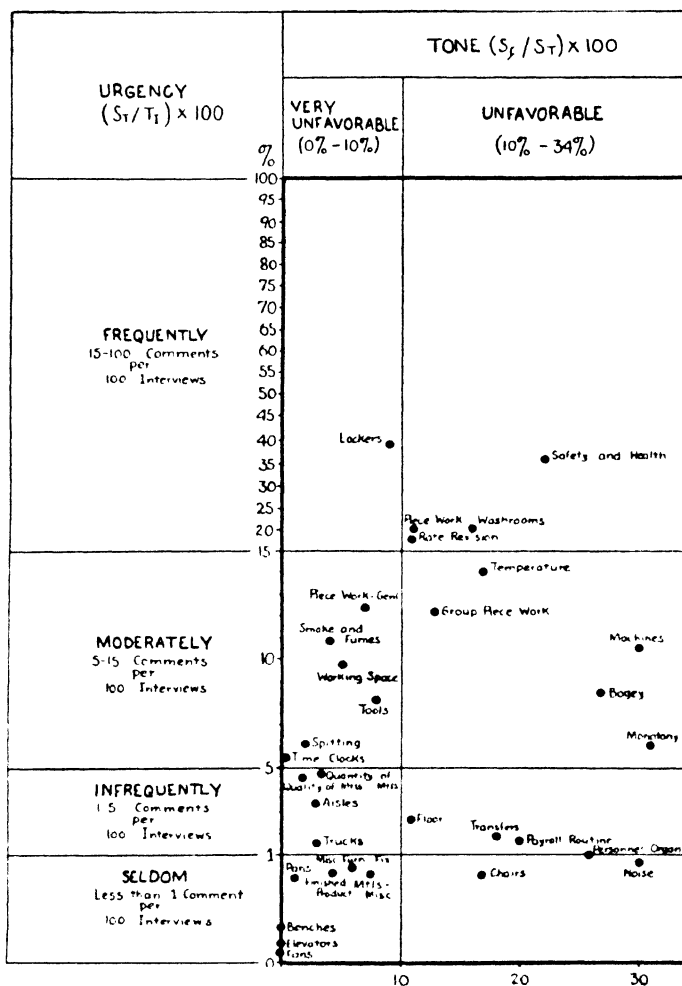 TONE (Sf/ST) × 100
URGENCY
(ST/TI) × 100
VERY
UNFAVORABLE
(0% - 10%)
UNFAVORABLE
(10% - 34%)
%
100
95
90
85
80
75
70
65
60
55
50
45
40
35
30
25
20
15
10
5
1
0
FREQUENTLY
15-100 Comments
per
100 Interviews
Lockers
Safety and Health
Piece Work
Washrooms
Rate Revision
MODERATELY
5-15 Comments
per
100 Interviews
Temperature
Piece Work-Genl
Group Piece Work
Smoke and
Fumes
Machines
Working Space
Bogey
Tools
Monotony
Spitting
Time Clocks
INFREQUENTLY
1-5 Comments
per
100 Interviews
Quantity of
Quality of Mtls Mtls
Aisles
Floor
Trucks
Transfers
Payroll Routine
Personnel Organ
SELDOM
Less than 1 Comment
per
100 Interviews
Pans
Misc Furn Fix
Finished
Product
Mtls-
Misc
Chairs
Noise
Benches
Elevators
Fans
10
20
30